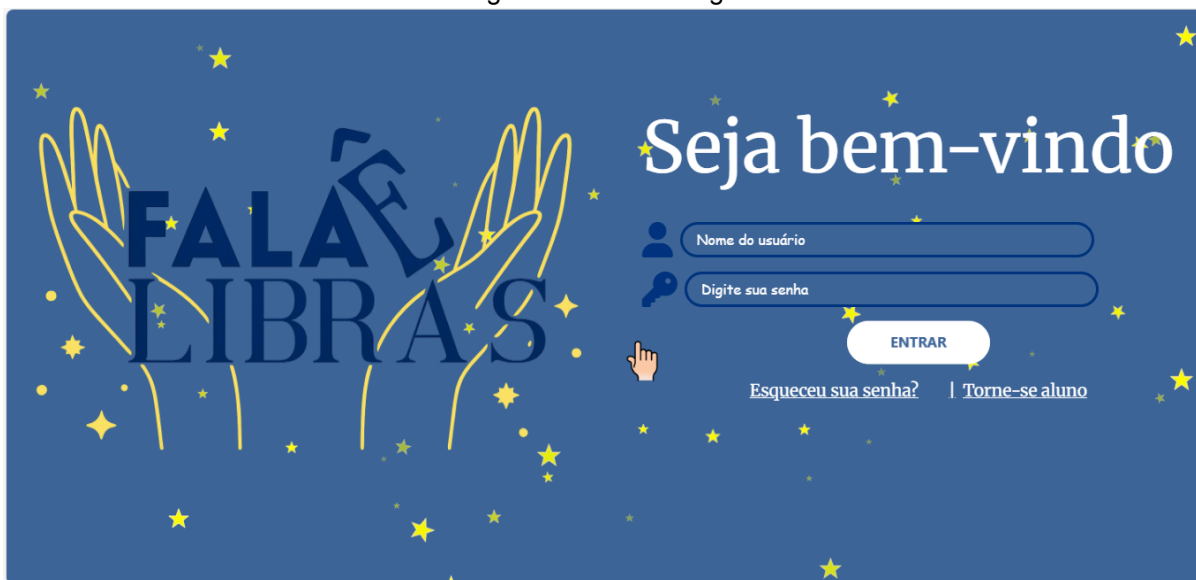 FALA Ê
LIBRAS
Seja bem-vindo
Nome do usuário
Digite sua senha
ENTRAR
Esqueceu sua senha? | Torne-se aluno